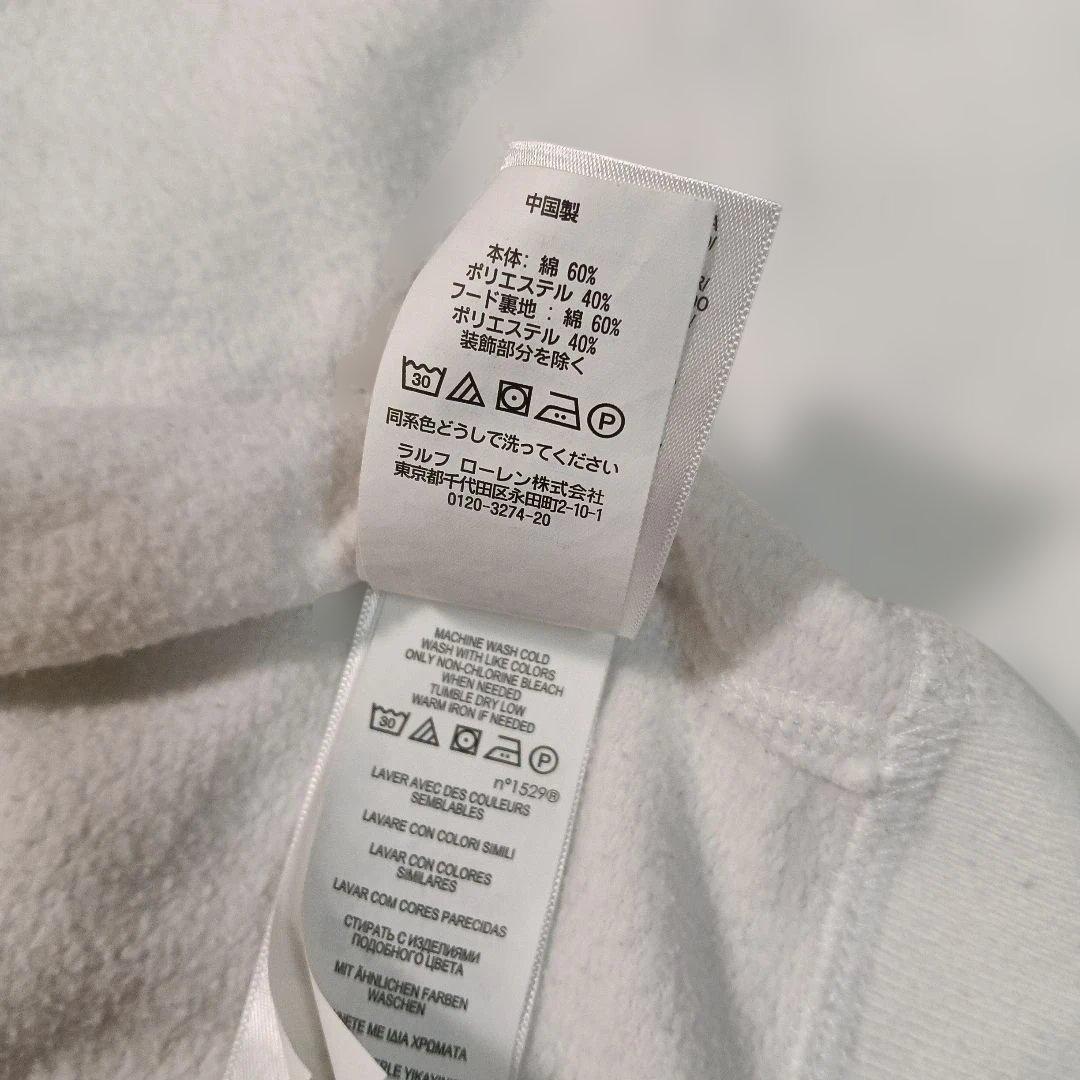 中国製
本体: 綿 60%
ポリエステル 40%
フード裏地 : 綿 60%
ポリエステル 40%
装飾部分を除く
30
P
同系色どうしで洗ってください
ラルフ ローレン株式会社
東京都千代田区永田町2-10-1
0120-3274-20
MACHINE WASH COLD
WASH WITH LIKE COLORS
ONLY NON-CHLORINE BLEACH
WHEN NEEDED
TUMBLE DRY LOW
WARM IRON IF NEEDED
30
P
n°1529®
LAVER AVEC DES COULEURS
SEMBLABLES
LAVARE CON COLORI SIMILI
LAVAR CON COLORES
SIMILARES
LAVAR COM CORES PARECIDAS
СТИРАТЬ С ИЗДЕЛИЯМИ
ПОДОБНОГО ЦВЕТА
MIT ÄHNLICHEN FARBEN
WASCHEN
ΜΕ ΙΔΙΑ ΧΡΩΜΑΤΑ